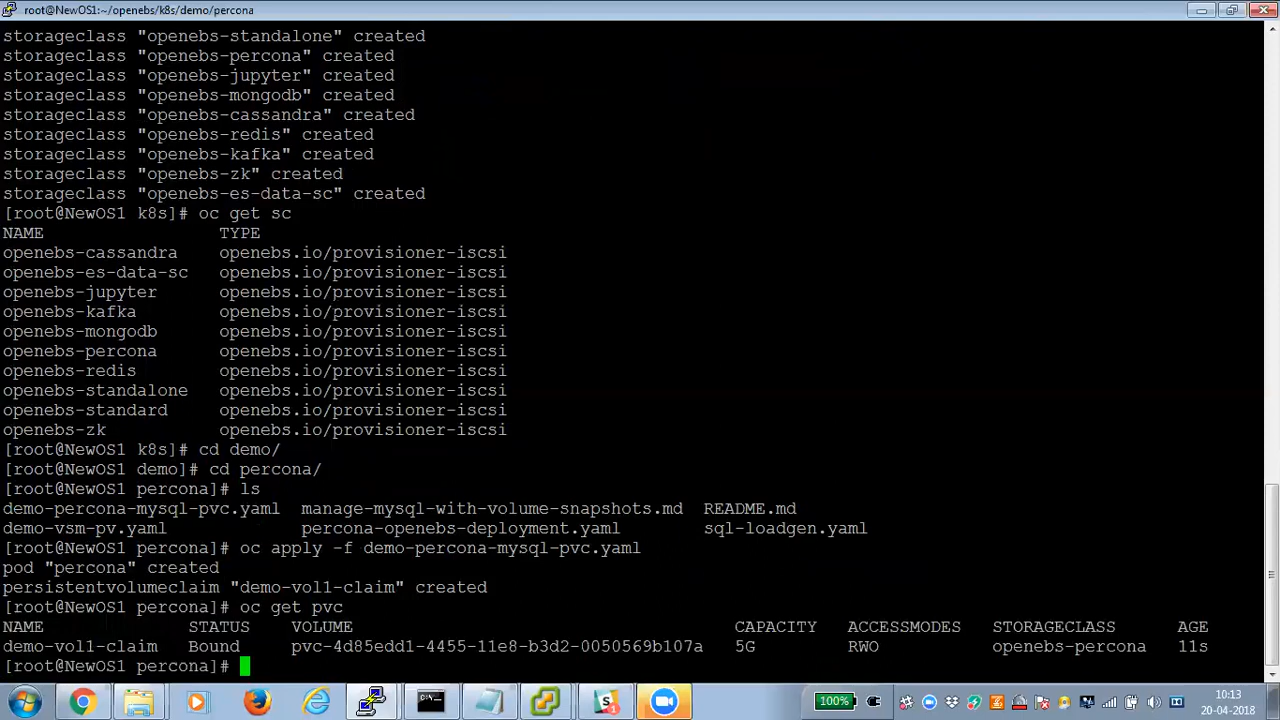 root@NewOS1:~/openebs/k8s/demo/percona
storageclass "openebs-standalone" created
storageclass "openebs-percona" created
storageclass "openebs-jupyter" created
storageclass "openebs-mongodb" created
storageclass "openebs-cassandra" created
storageclass "openebs-redis" created
storageclass "openebs-kafka" created
storageclass "openebs-zk" created
storageclass "openebs-es-data-sc" created
[root@NewOS1 k8s]# oc get sc
NAME TYPE
openebs-cassandra openebs.io/provisioner-iscsi
openebs-es-data-sc openebs.io/provisioner-iscsi
openebs-jupyter openebs.io/provisioner-iscsi
openebs-kafka openebs.io/provisioner-iscsi
openebs-mongodb openebs.io/provisioner-iscsi
openebs-percona openebs.io/provisioner-iscsi
openebs-redis openebs.io/provisioner-iscsi
openebs-standalone openebs.io/provisioner-iscsi
openebs-standard openebs.io/provisioner-iscsi
openebs-zk openebs.io/provisioner-iscsi
[root@NewOS1 k8s]# cd demo/
[root@NewOS1 demo]# cd percona/
[root@NewOS1 percona]# ls
demo-percona-mysql-pvc.yaml manage-mysql-with-volume-snapshots.md README.md
demo-vsm-pv.yaml percona-openebs-deployment.yaml sql-loadgen.yaml
[root@NewOS1 percona]# oc apply -f demo-percona-mysql-pvc.yaml
pod "percona" created
persistentvolumeclaim "demo-vol1-claim" created
[root@NewOS1 percona]# oc get pvc
NAME STATUS VOLUME CAPACITY ACCESSMODES STORAGECLASS AGE
demo-vol1-claim Bound pvc-4d85edd1-4455-11e8-b3d2-0050569b107a 5G RWO openebs-percona 11s
[root@NewOS1 percona]#
100%
10:13
20-04-2018